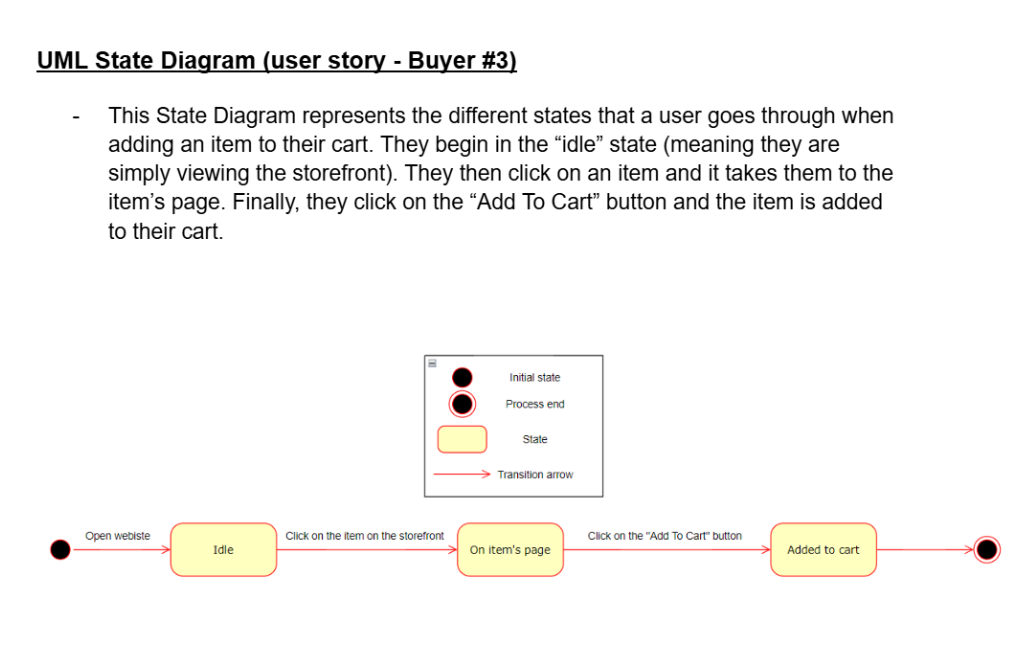 UML State Diagram (user story - Buyer #3)
- This State Diagram represents the different states that a user goes through when
adding an item to their cart. They begin in the “idle” state (meaning they are
simply viewing the storefront). They then click on an item and it takes them to the
item’s page. Finally, they click on the “Add To Cart” button and the item is added
to their cart.
Initial state
Process end
State
Transition arrow
Open webiste
Idle
Click on the item on the storefront
On item's page
Click on the "Add To Cart" button
Added to cart